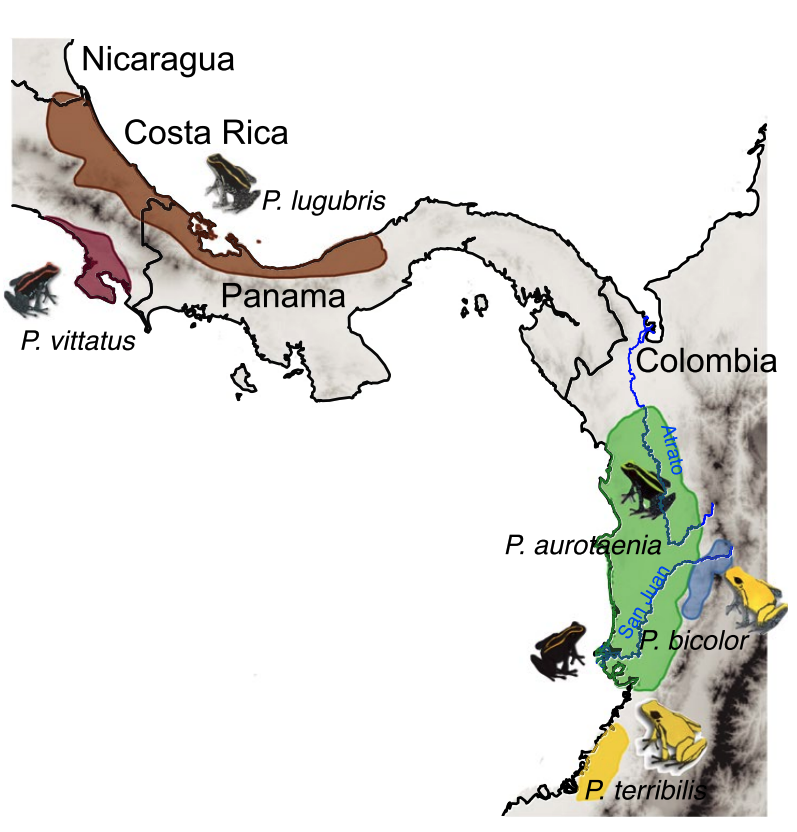 Nicaragua
Costa Rica
P. lugubris
Panama
P. vittatus
Colombia
Atrato
P. aurotaenia
San Juan
P. bicolor
P. terribilis